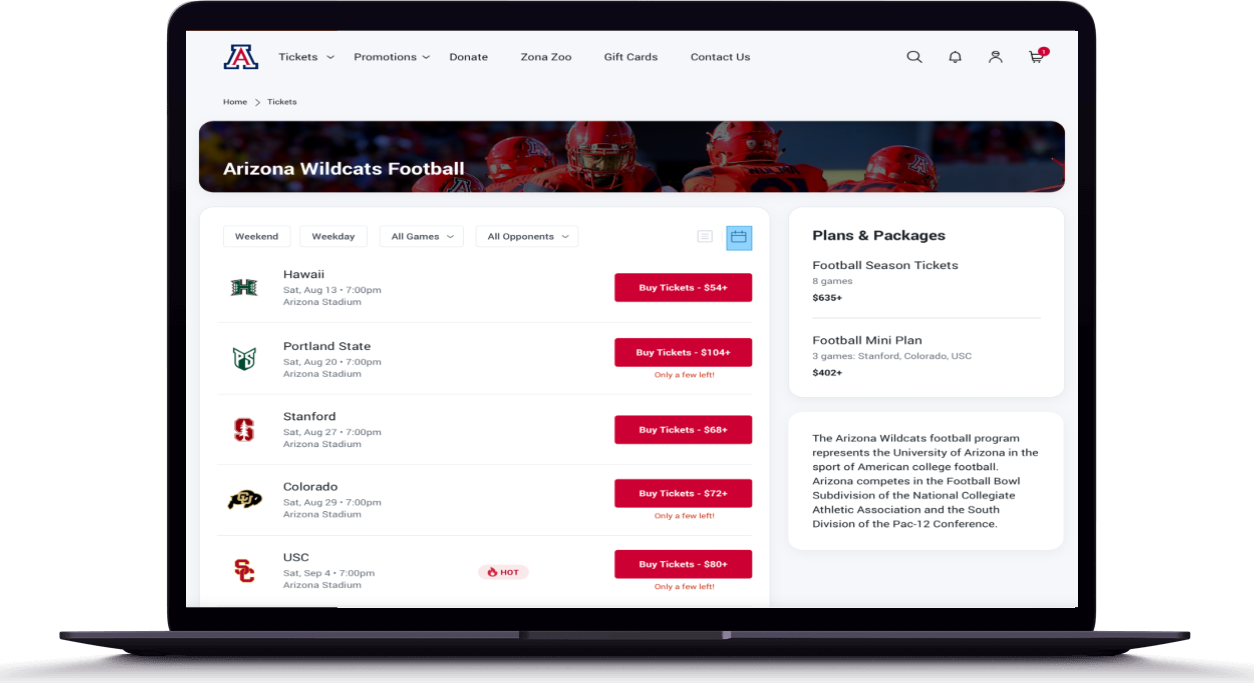 A
Tickets
Promotions
Donate
Zona Zoo
Gift Cards
Contact Us
1
Home > Tickets
Arizona Wildcats Football
Weekend
Weekday
All Games
All Opponents
H
Hawaii
Sat, Aug 13 • 7:00pm
Arizona Stadium
Buy Tickets - $54+
PS
Portland State
Sat, Aug 20 • 7:00pm
Arizona Stadium
Buy Tickets - $104+
Only a few left!
S
Stanford
Sat, Aug 27 • 7:00pm
Arizona Stadium
Buy Tickets - $68+
CU
Colorado
Sat, Aug 29 • 7:00pm
Arizona Stadium
Buy Tickets - $72+
Only a few left!
SC
USC
Sat, Sep 4 • 7:00pm
Arizona Stadium
HOT
Buy Tickets - $80+
Only a few left!
Plans & Packages
Football Season Tickets
8 games
$635+
Football Mini Plan
3 games: Stanford, Colorado, USC
$402+
The Arizona Wildcats football program
represents the University of Arizona in the
sport of American college football.
Arizona competes in the Football Bowl
Subdivision of the National Collegiate
Athletic Association and the South
Division of the Pac-12 Conference.